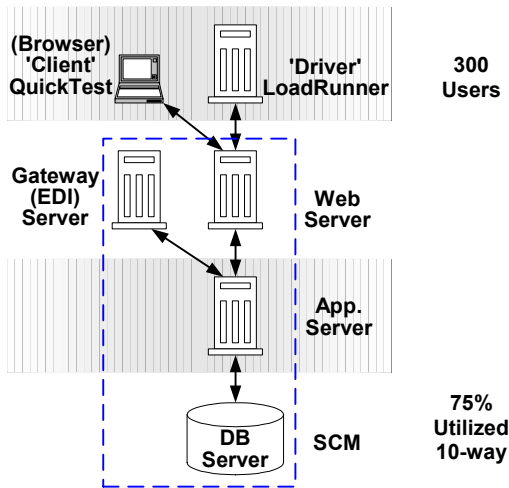 (Browser)
'Client'
QuickTest
'Driver'
LoadRunner
300
Users
Gateway
(EDI)
Server
Web
Server
App.
Server
DB
Server
SCM
75%
Utilized
10-way